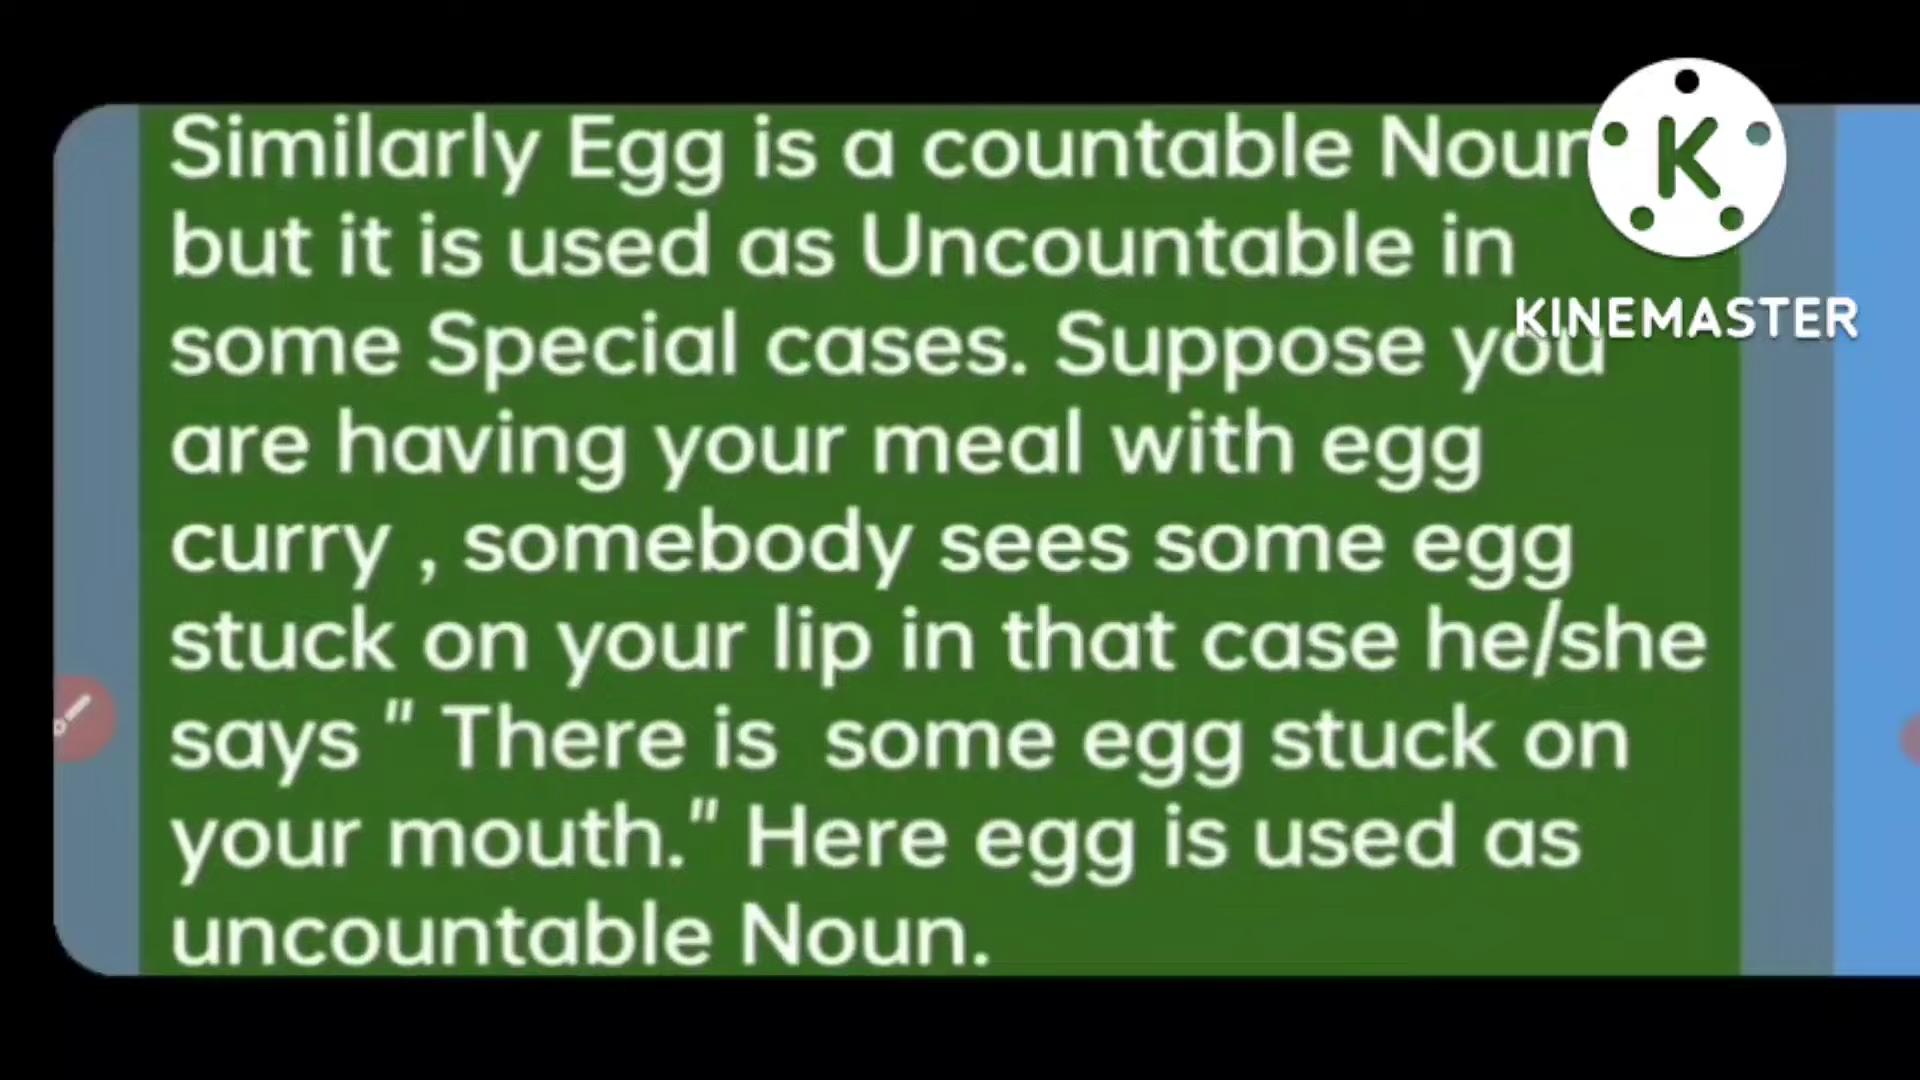 Similarly Egg is a countable Noun
but it is used as Uncountable in
some Special cases. Suppose you
are having your meal with egg
curry , somebody sees some egg
stuck on your lip in that case he/she
says " There is  some egg stuck on
your mouth." Here egg is used as
uncountable Noun.
K
KINEMASTER